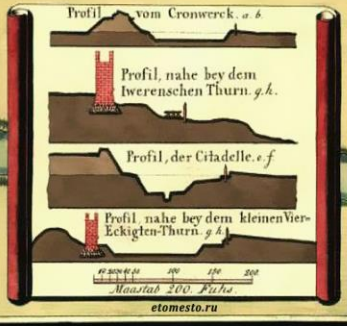 Profil vom Cronwerck. a. b.
Profil, nahe bey dem
Iwerenschen Thurn. g. h.
Profil, der Citadelle. e. f
Profil, nahe bey dem kleinen Vier-
Eckigten-Thurn. g. h.
100 150 200
Maastab 200. Fuhs.
etomesto.ru